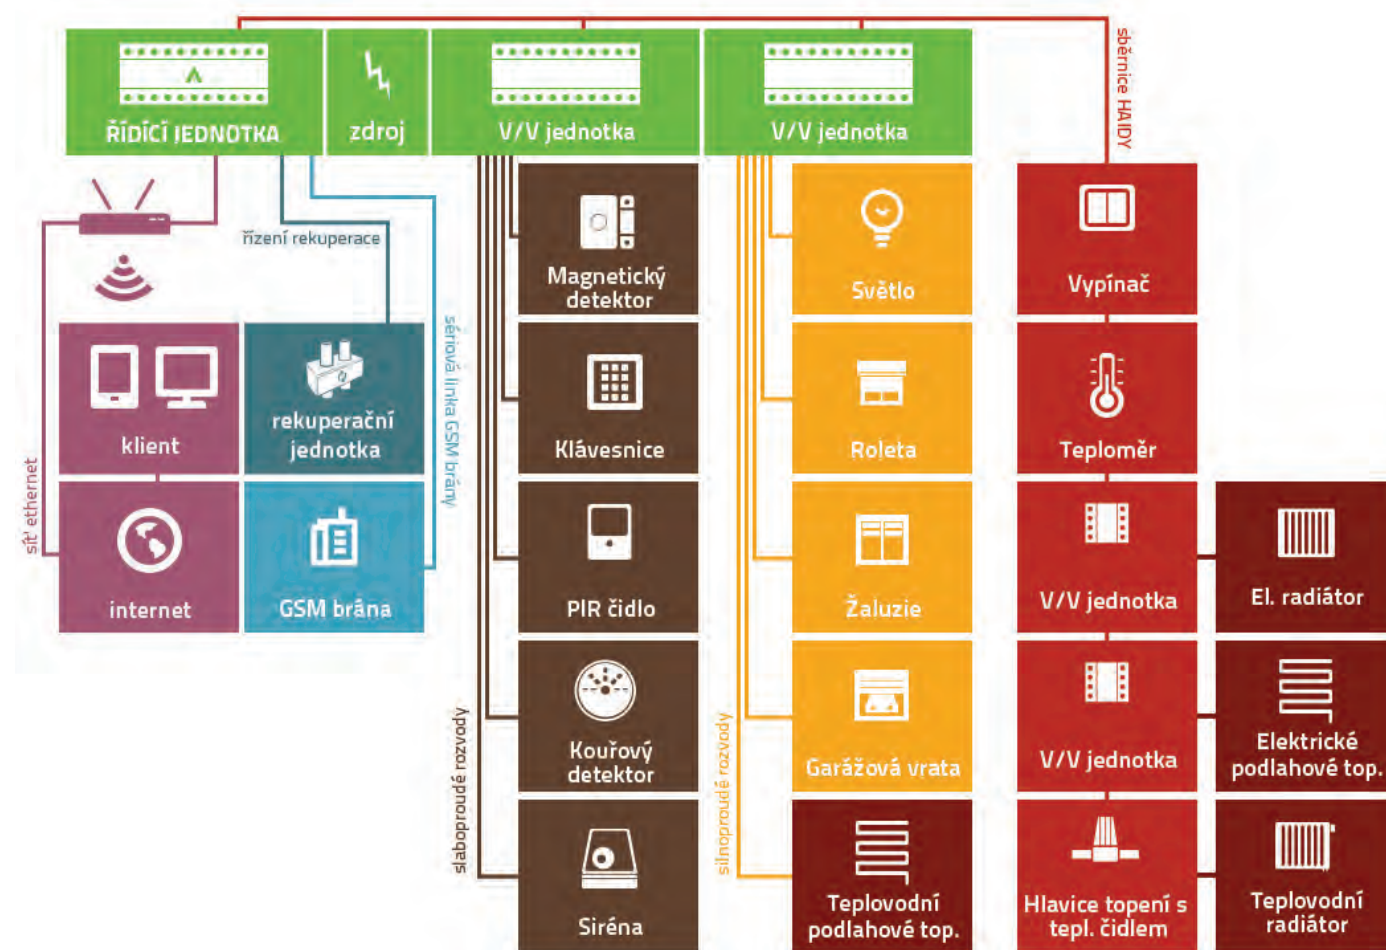 ŘÍDÍCÍ JEDNOTKA
zdroj
V/V jednotka
V/V jednotka
sběrnice HAIDY
řízení rekuperace
síť ethernet
klient
internet
rekuperační
jednotka
GSM brána
sériová linka GSM brány
slaboproudé rozvody
Magnetický
detektor
Klávesnice
PIR čidlo
Kouřový
detektor
Siréna
silnoproudé rozvody
Světlo
Roleta
Žaluzie
Garážová vrata
Teplovodní
podlahové top.
Vypínač
Teploměr
V/V jednotka
El. radiátor
V/V jednotka
Elektrické
podlahové top.
Hlavice topení s
tepl. čidlem
Teplovodní
radiátor